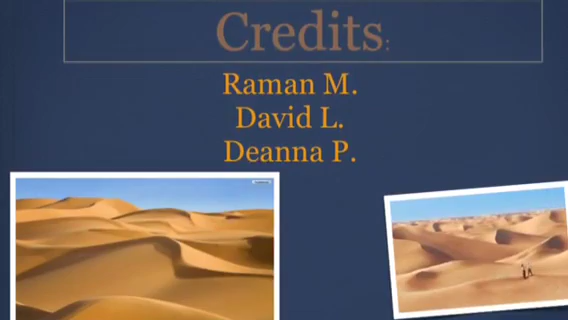 Credits:
Raman M.
David L.
Deanna P.